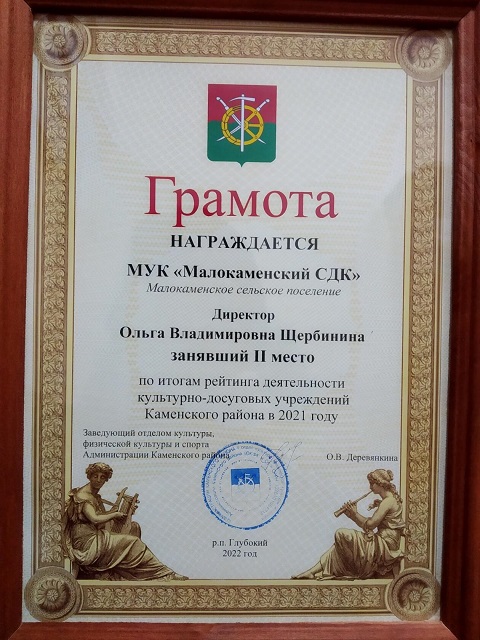 Грамота
НАГРАЖДАЕТСЯ
МУК «Малокаменский СДК»
Малокаменское сельское поселение
Директор
Ольга Владимировна Щербинина
занявший II место
по итогам рейтинга деятельности
культурно-досуговых учреждений
Каменского района в 2021 году
Заведующий отделом культуры,
физической культуры и спорта
Администрации Каменского района
О.В. Деревянкина
р.п. Глубокий
2022 год